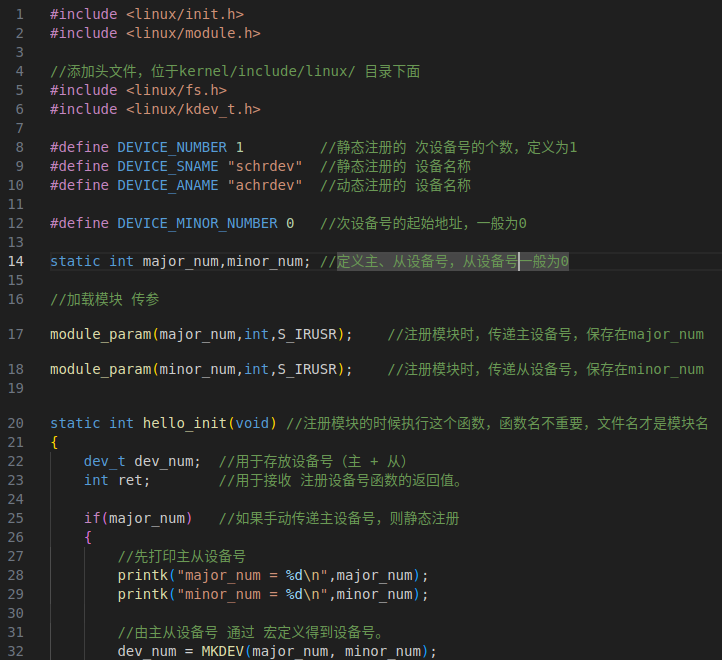 1 #include <linux/init.h>
2 #include <linux/module.h>
3
4 //添加头文件，位于kernel/include/linux/ 目录下面
5 #include <linux/fs.h>
6 #include <linux/kdev_t.h>
7
8 #define DEVICE_NUMBER 1 //静态注册的 次设备号的个数，定义为1
9 #define DEVICE_SNAME "schrdev" //静态注册的 设备名称
10 #define DEVICE_ANAME "achrdev" //动态注册的 设备名称
11
12 #define DEVICE_MINOR_NUMBER 0 //次设备号的起始地址，一般为0
13
14 static int major_num,minor_num; //定义主、从设备号，从设备号一般为0
15
16 //加载模块 传参
17 module_param(major_num,int,S_IRUSR); //注册模块时，传递主设备号，保存在major_num
18 module_param(minor_num,int,S_IRUSR); //注册模块时，传递从设备号，保存在minor_num
19
20 static int hello_init(void) //注册模块的时候执行这个函数，函数名不重要，文件名才是模块名
21 {
22 dev_t dev_num; //用于存放设备号（主 + 从）
23 int ret; //用于接收 注册设备号函数的返回值。
24
25 if(major_num) //如果手动传递主设备号，则静态注册
26 {
27 //先打印主从设备号
28 printk("major_num = %d\n",major_num);
29 printk("minor_num = %d\n",minor_num);
30
31 //由主从设备号 通过 宏定义得到设备号。
32 dev_num = MKDEV(major_num, minor_num);